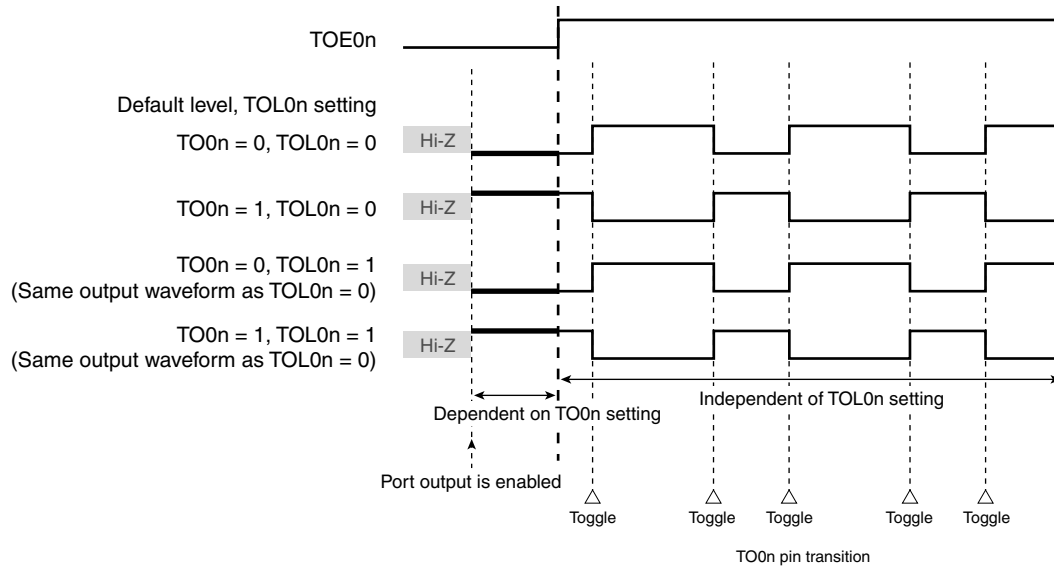 TOE0n
Default level, TOL0n setting
TO0n = 0, TOL0n = 0
Hi-Z
TO0n = 1, TOL0n = 0
Hi-Z
TO0n = 0, TOL0n = 1
(Same output waveform as TOL0n = 0)
Hi-Z
TO0n = 1, TOL0n = 1
(Same output waveform as TOL0n = 0)
Hi-Z
Dependent on TO0n setting
Independent of TOL0n setting
Port output is enabled
Toggle
Toggle
Toggle
Toggle
Toggle
TO0n pin transition